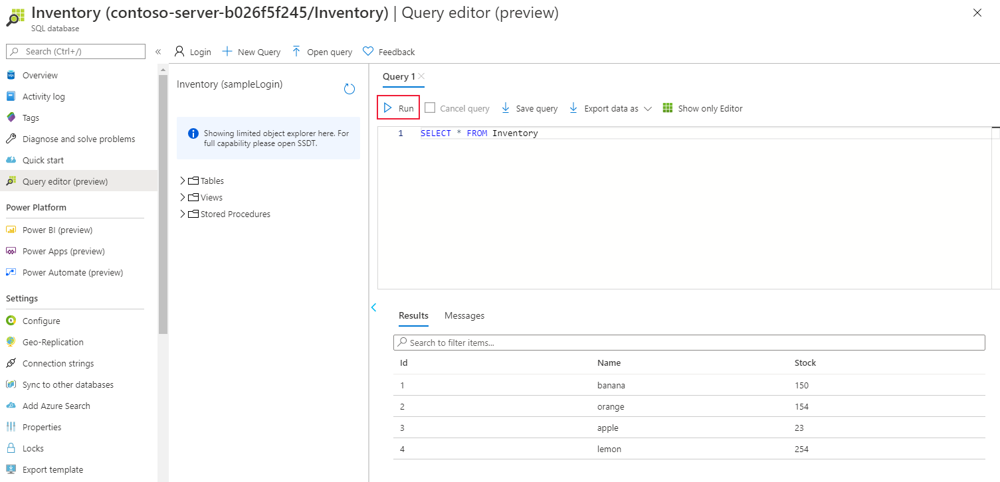 Inventory (contoso-server-b026f5f245/Inventory) | Query editor (preview)
SQL database
Search (Ctrl+/)
«
Login
New Query
Open query
Feedback
Overview
Activity log
Tags
Diagnose and solve problems
Quick start
Query editor (preview)
Power Platform
Power BI (preview)
Power Apps (preview)
Power Automate (preview)
Settings
Configure
Geo-Replication
Connection strings
Sync to other databases
Add Azure Search
Properties
Locks
Export template
Inventory (sampleLogin)
Showing limited object explorer here. For
full capability please open SSDT.
Tables
Views
Stored Procedures
Query 1
Run
Cancel query
Save query
Export data as
Show only Editor
1 SELECT * FROM Inventory
Results Messages
Search to filter items...
Id Name Stock
1 banana 150
2 orange 154
3 apple 23
4 lemon 254